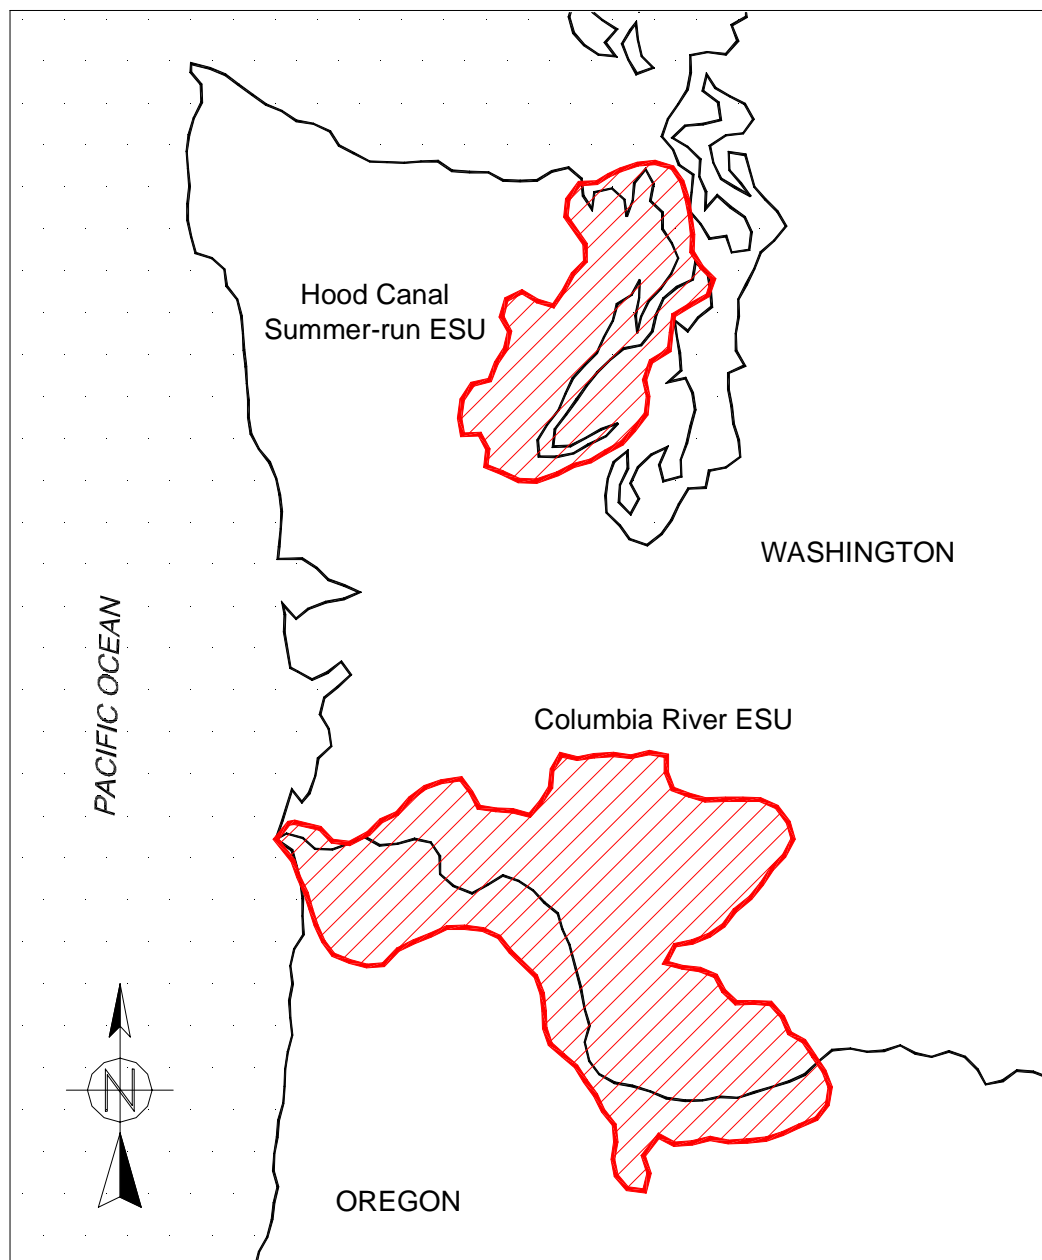 Hood Canal
Summer-run ESU
WASHINGTON
PACIFIC OCEAN
Columbia River ESU
N
OREGON